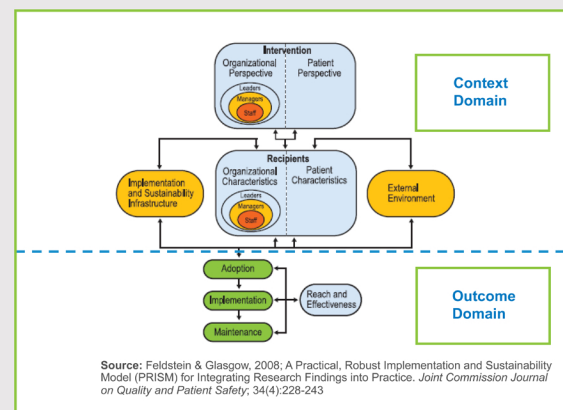 Intervention
Organizational
Perspective
Patient
Perspective
Leaders
Managers
Staff
Context
Domain
Recipients
Organizational
Characteristics
Patient
Characteristics
Leaders
Managers
Staff
Implementation
and Sustainability
Infrastructure
External
Environment
Adoption
Implementation
Maintenance
Reach and
Effectiveness
Outcome
Domain
Source: Feldstein & Glasgow, 2008; A Practical, Robust Implementation and Sustainability
Model (PRISM) for Integrating Research Findings into Practice. Joint Commission Journal
on Quality and Patient Safety; 34(4):228-243